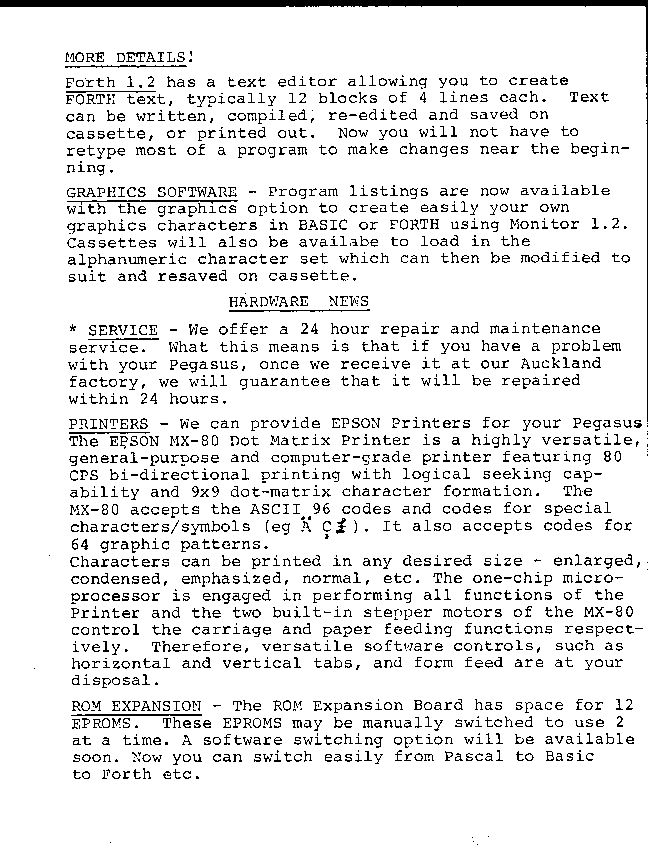 MORE DETAILS!
Forth 1.2 has a text editor allowing you to create
FORTH text, typically 12 blocks of 4 lines each.  Text
can be written, compiled, re-edited and saved on
cassette, or printed out.  Now you will not have to
retype most of a program to make changes near the begin-
ning.
GRAPHICS SOFTWARE - Program listings are now available
with the graphics option to create easily your own
graphics characters in BASIC or FORTH using Monitor 1.2.
Cassettes will also be availabe to load in the
alphanumeric character set which can then be modified to
suit and resaved on cassette.
HARDWARE NEWS
* SERVICE - We offer a 24 hour repair and maintenance
service.  What this means is that if you have a problem
with your Pegasus, once we receive it at our Auckland
factory, we will guarantee that it will be repaired
within 24 hours.
PRINTERS - We can provide EPSON Printers for your Pegasus
The EPSON MX-80 Dot Matrix Printer is a highly versatile,
general-purpose and computer-grade printer featuring 80
CPS bi-directional printing with logical seeking cap-
ability and 9x9 dot-matrix character formation.  The
MX-80 accepts the ASCII 96 codes and codes for special
characters/symbols (eg Ä Ç £ ). It also accepts codes for
64 graphic patterns.
Characters can be printed in any desired size - enlarged,
condensed, emphasized, normal, etc. The one-chip micro-
processor is engaged in performing all functions of the
Printer and the two built-in stepper motors of the MX-80
control the carriage and paper feeding functions respect-
ively.  Therefore, versatile software controls, such as
horizontal and vertical tabs, and form feed are at your
disposal.
ROM EXPANSION - The ROM Expansion Board has space for 12
EPROMS.  These EPROMS may be manually switched to use 2
at a time. A software switching option will be available
soon. Now you can switch easily from Pascal to Basic
to Forth etc.